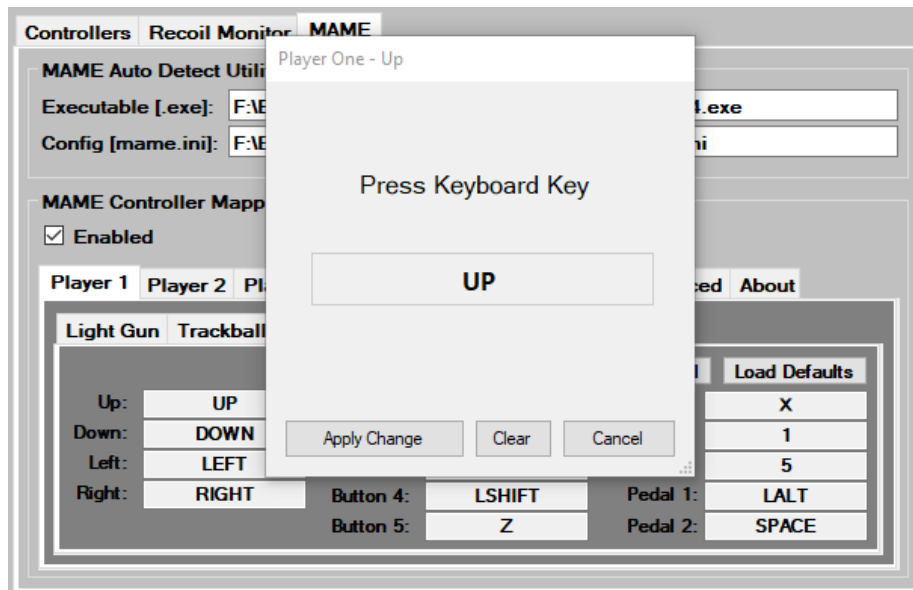 Controllers Recoil Monitor MAME
Player One - Up
MAME Auto Detect Utili
Executable [.exe]: F:\E 4.exe
Config [mame.ini]: F:\E ni
Press Keyboard Key
MAME Controller Mapp
Enabled
UP
Player 1 Player 2 Pl ced About
Light Gun Trackball
Load Defaults
Up: UP X
Down: DOWN 1
Apply Change Clear Cancel
Left: LEFT 5
Right: RIGHT Button 4: LSHIFT Pedal 1: LALT
Button 5: Z Pedal 2: SPACE